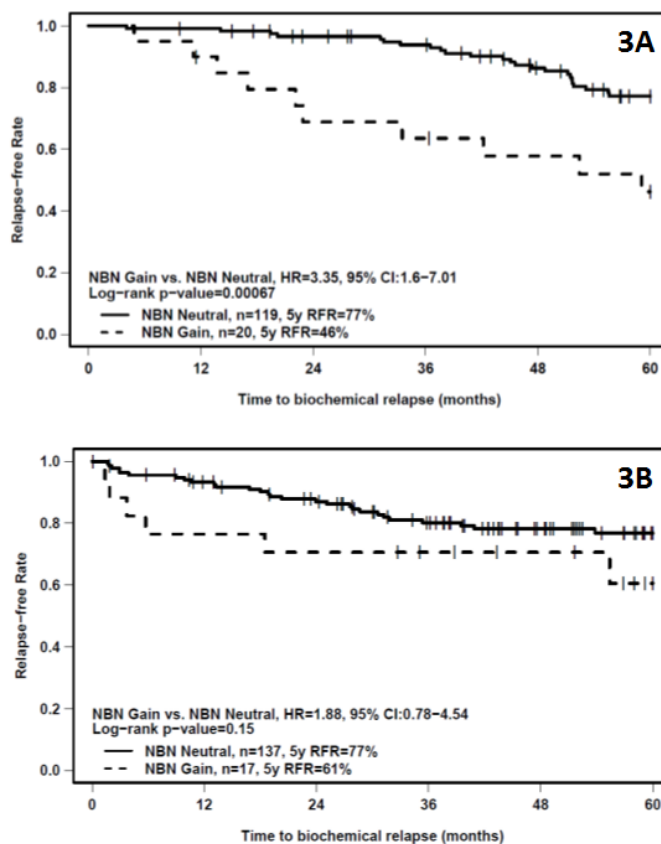 3A
Relapse-free Rate
1.0
0.8
0.6
0.4
0.2
0.0
NBN Gain vs. NBN Neutral, HR=3.35, 95% CI:1.6-7.01
Log-rank p-value=0.00067
NBN Neutral, n=119, 5y RFR=77%
NBN Gain, n=20, 5y RFR=46%
0 12 24 36 48 60
Time to biochemical relapse (months)
3B
Relapse-free Rate
1.0
0.8
0.6
0.4
0.2
0.0
NBN Gain vs. NBN Neutral, HR=1.88, 95% CI:0.78-4.54
Log-rank p-value=0.15
NBN Neutral, n=137, 5y RFR=77%
NBN Gain, n=17, 5y RFR=61%
0 12 24 36 48 60
Time to biochemical relapse (months)